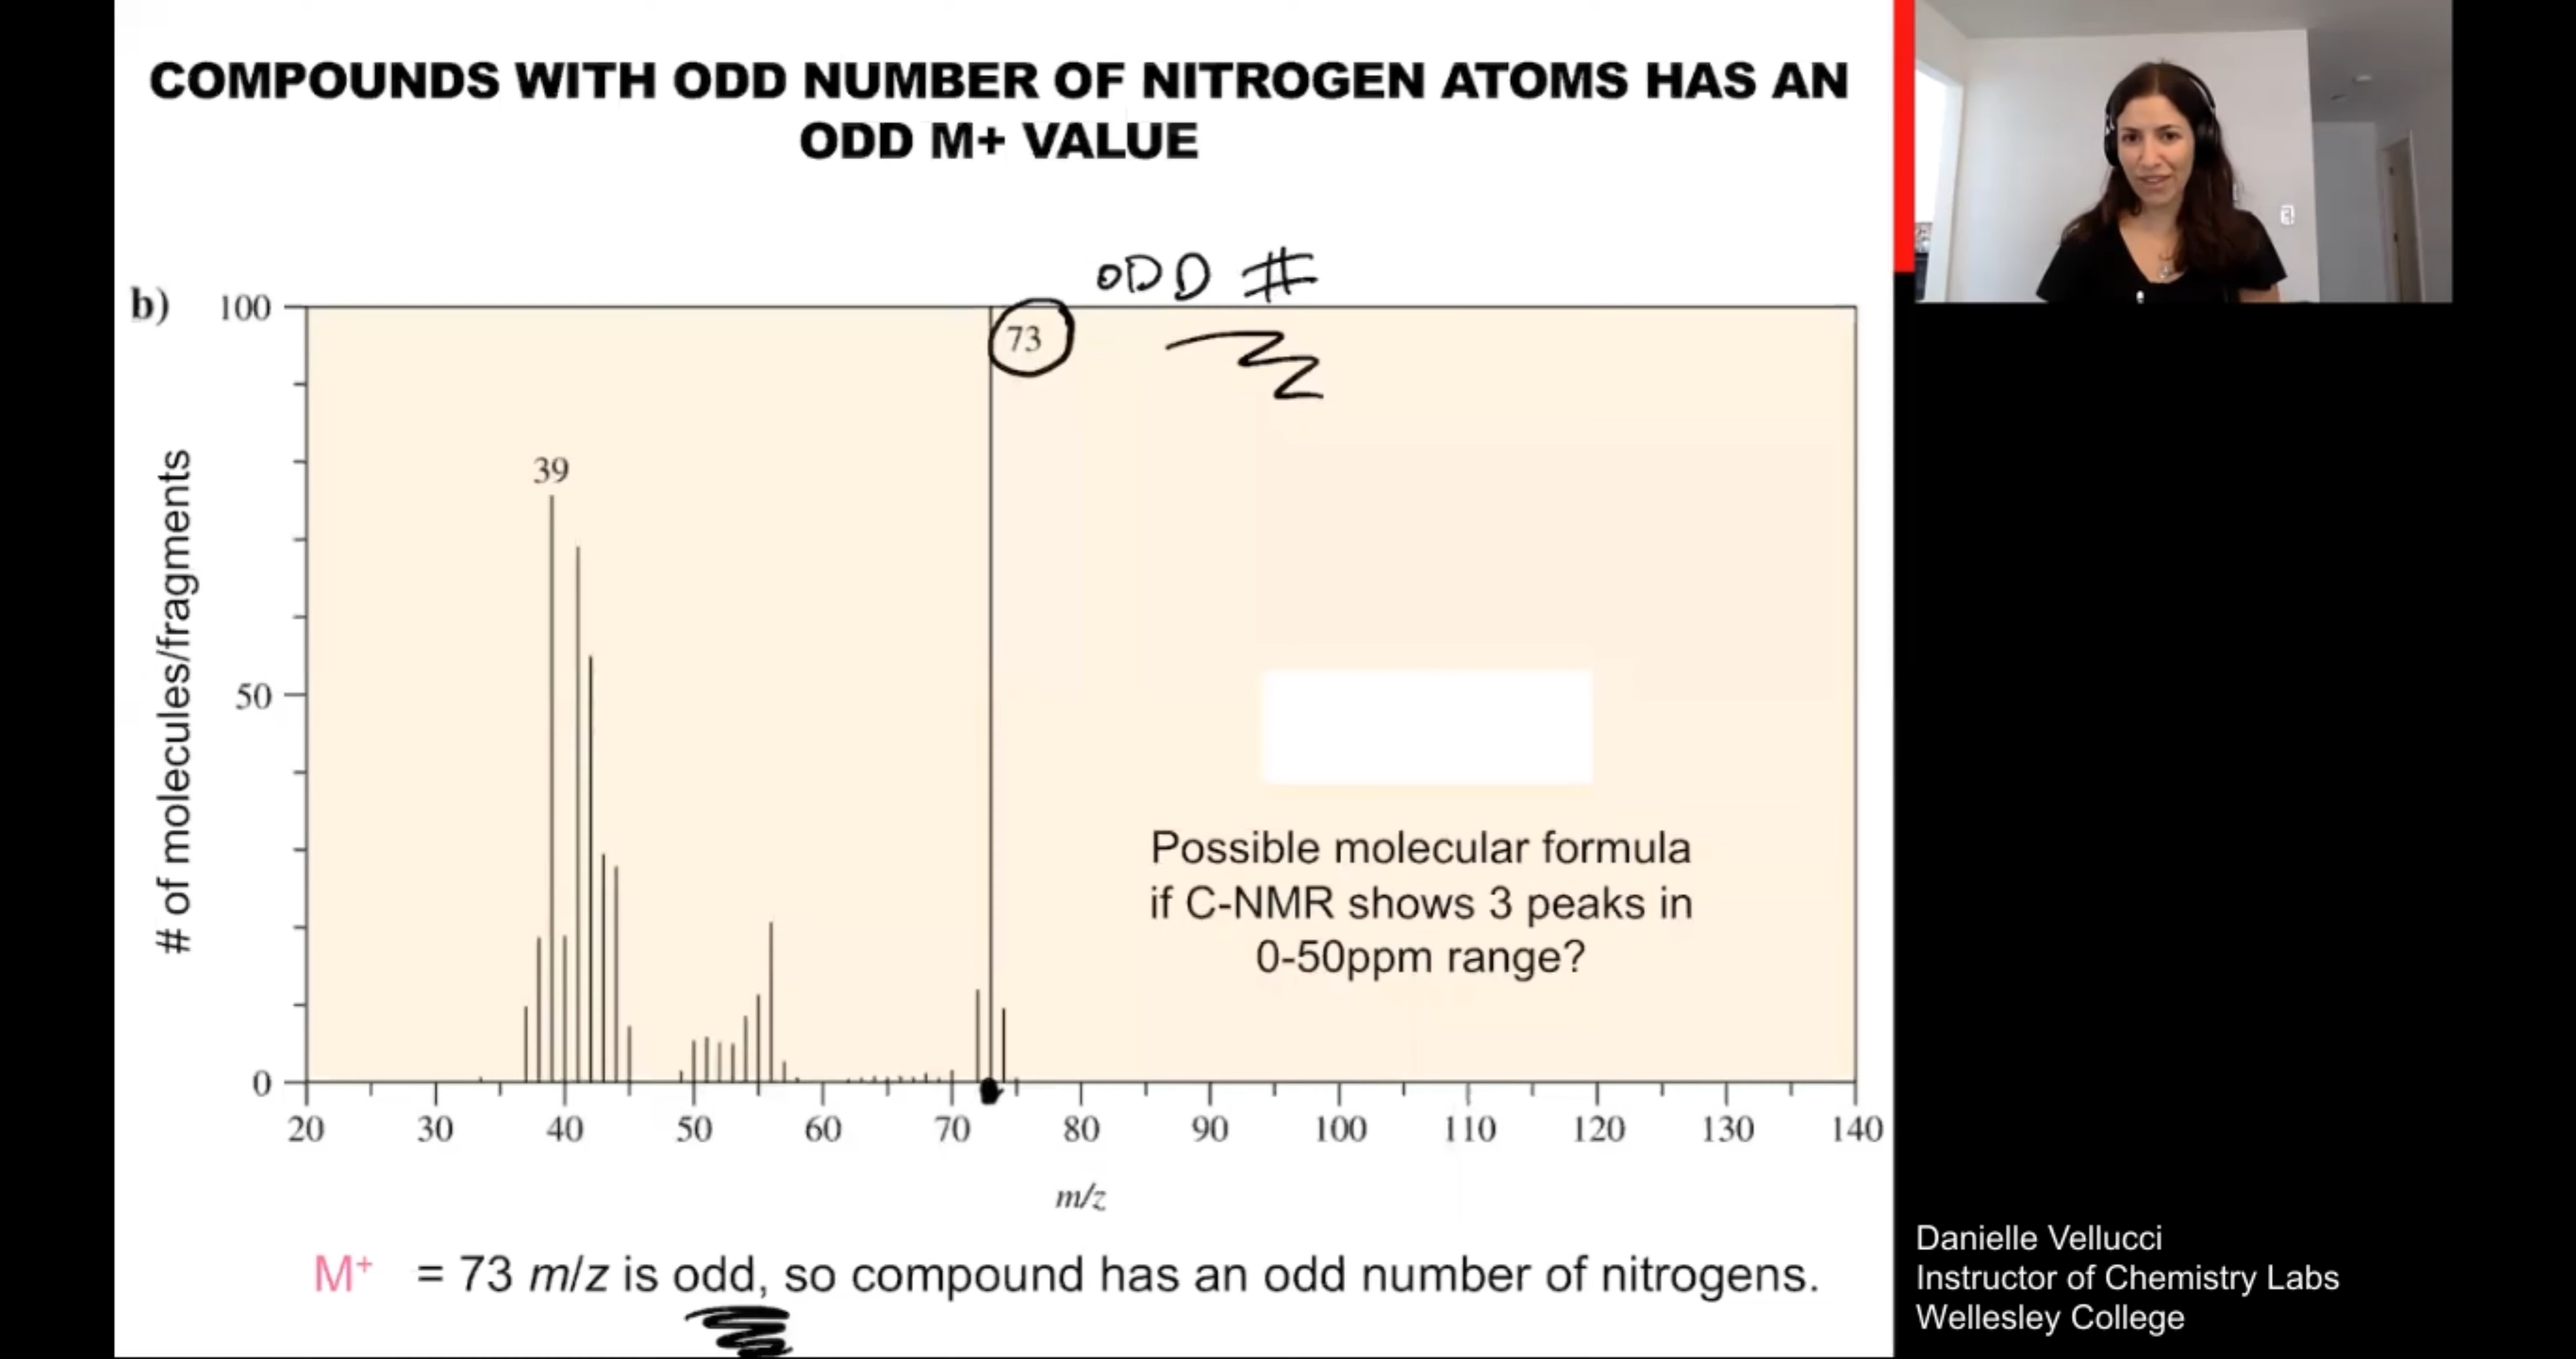 COMPOUNDS WITH ODD NUMBER OF NITROGEN ATOMS HAS AN
ODD M+ VALUE
ODD #
b)
100
73
39
50
0
# of molecules/fragments
Possible molecular formula
if C-NMR shows 3 peaks in
0-50ppm range?
20 30 40 50 60 70 80 90 100 110 120 130 140
m/z
M+ = 73 m/z is odd, so compound has an odd number of nitrogens.
Danielle Vellucci
Instructor of Chemistry Labs
Wellesley College